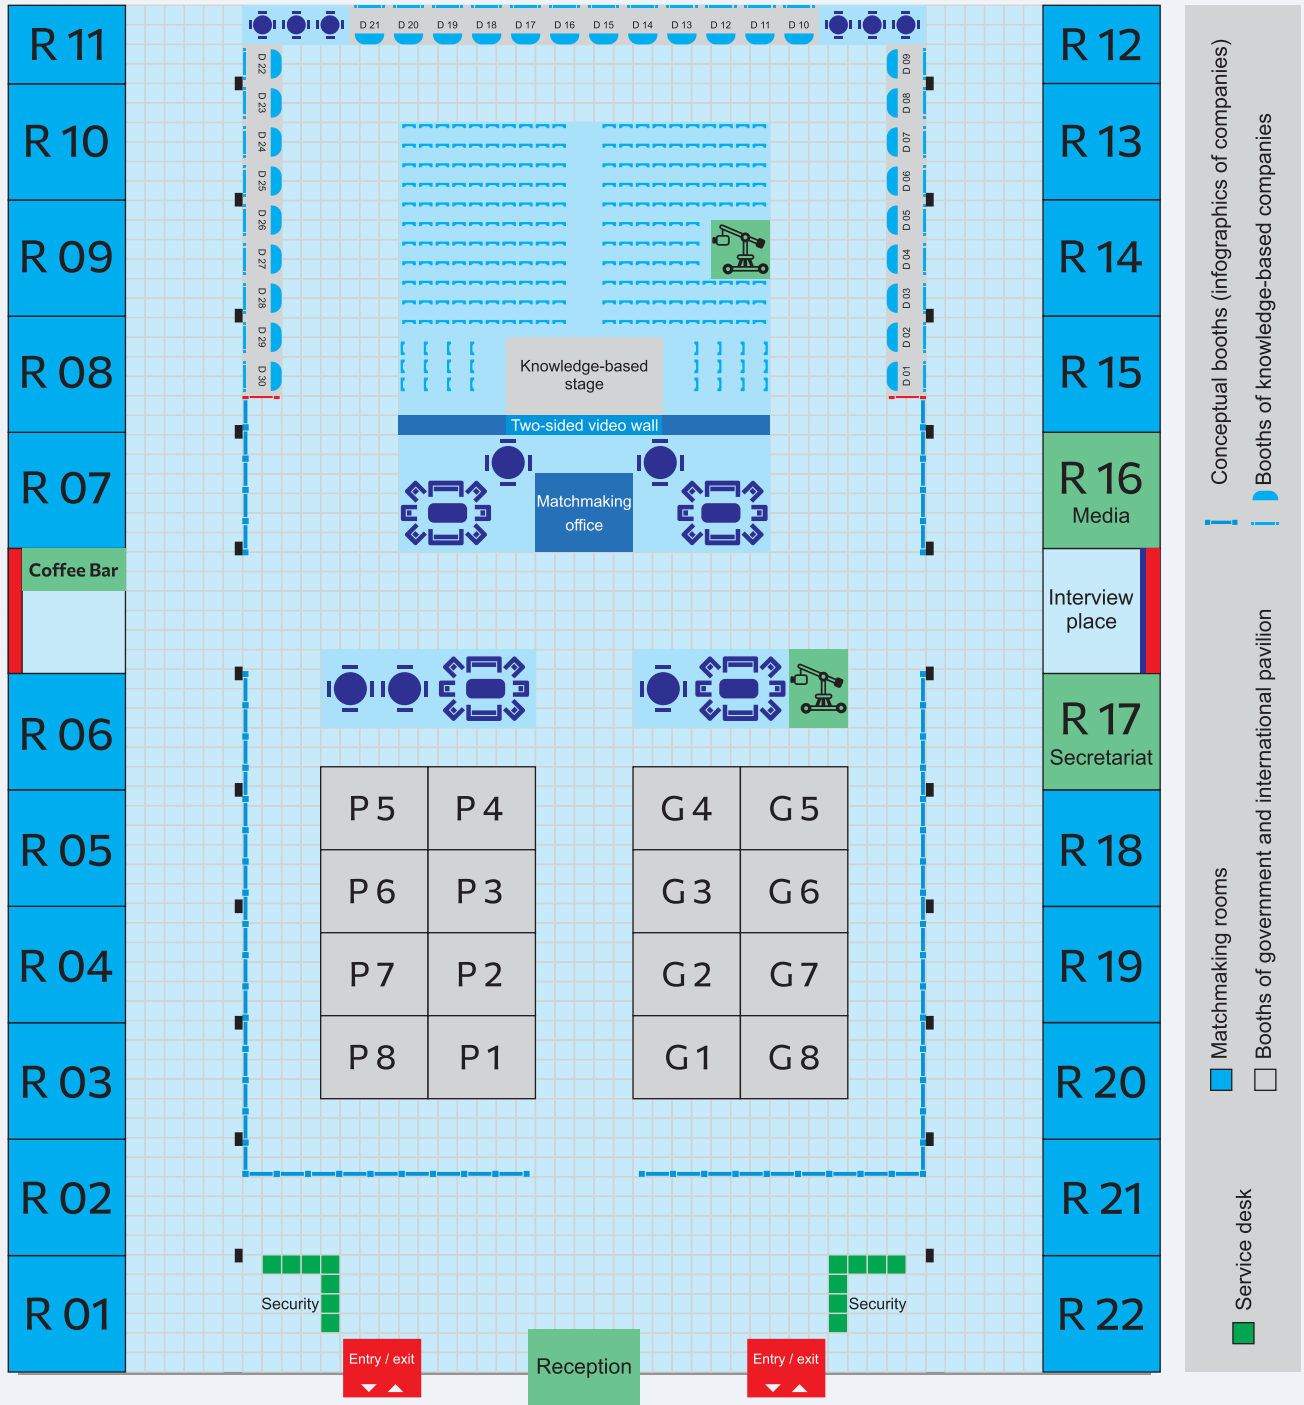 R 11
R 10
R 09
R 08
R 07
Coffee Bar
R 06
R 05
R 04
R 03
R 02
R 01
D 21
D 20
D 19
D 18
D 17
D 16
D 15
D 14
D 13
D 12
D 11
D 10
D 22
D 23
D 24
D 25
D 26
D 27
D 28
D 29
D 30
D 09
D 08
D 07
D 06
D 05
D 04
D 03
D 02
D 01
Knowledge-based
stage
Two-sided video wall
Matchmaking
office
P 5
P 4
P 6
P 3
P 7
P 2
P 8
P 1
G 4
G 5
G 3
G 6
G 2
G 7
G 1
G 8
Security
Security
Entry / exit
Reception
Entry / exit
R 12
R 13
R 14
R 15
R 16
Media
Interview
place
R 17
Secretariat
R 18
R 19
R 20
R 21
R 22
Conceptual booths (infographics of companies)
Booths of knowledge-based companies
Matchmaking rooms
Booths of government and international pavilion
Service desk